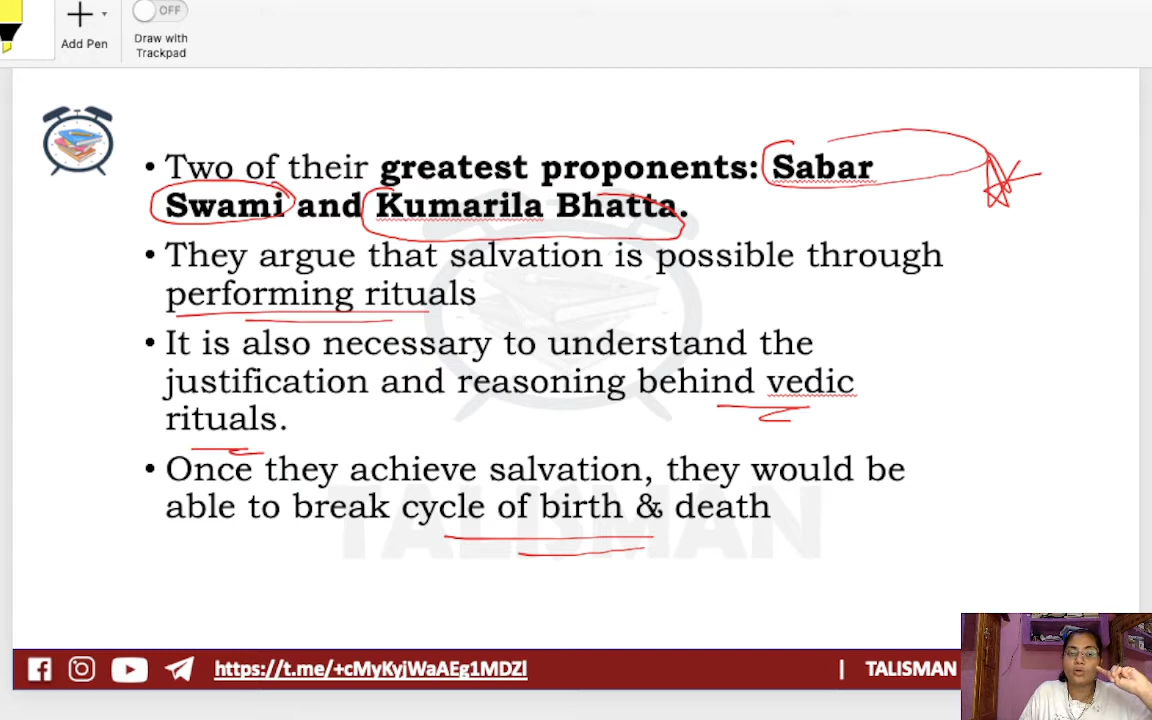 OFF
Add Pen
Draw with
Trackpad
• Two of their greatest proponents: Sabar
Swami and Kumarila Bhatta.
• They argue that salvation is possible through
performing rituals
• It is also necessary to understand the
justification and reasoning behind vedic
rituals.
• Once they achieve salvation, they would be
able to break cycle of birth & death
TALISMAN
https://t.me/+cMyKyjWaAEg1MDZl
| TALISMAN